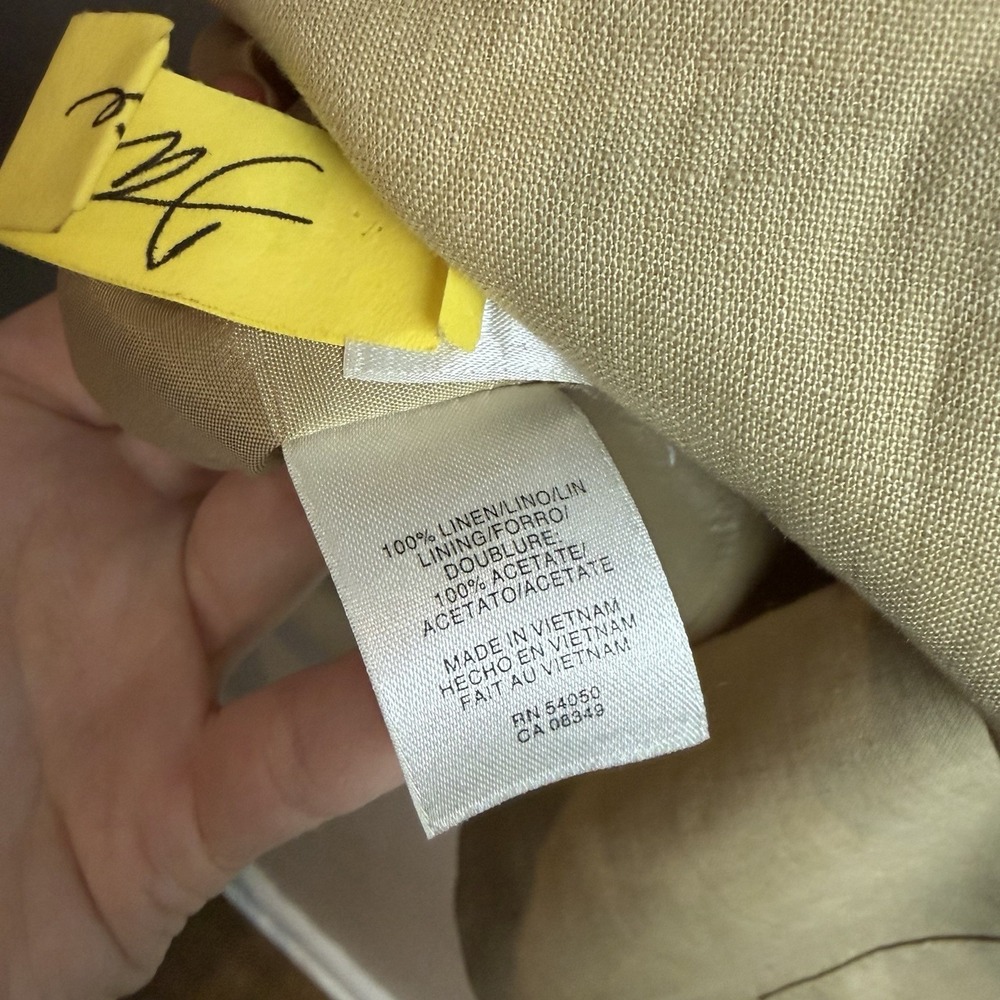 100% LINEN/LINO/LIN
LINING/FORRO/
DOUBLURE:
100% ACETATE/
ACETATO/ACETATE
MADE IN VIETNAM
HECHO EN VIETNAM
FAIT AU VIETNAM
RN 54050
CA 08349